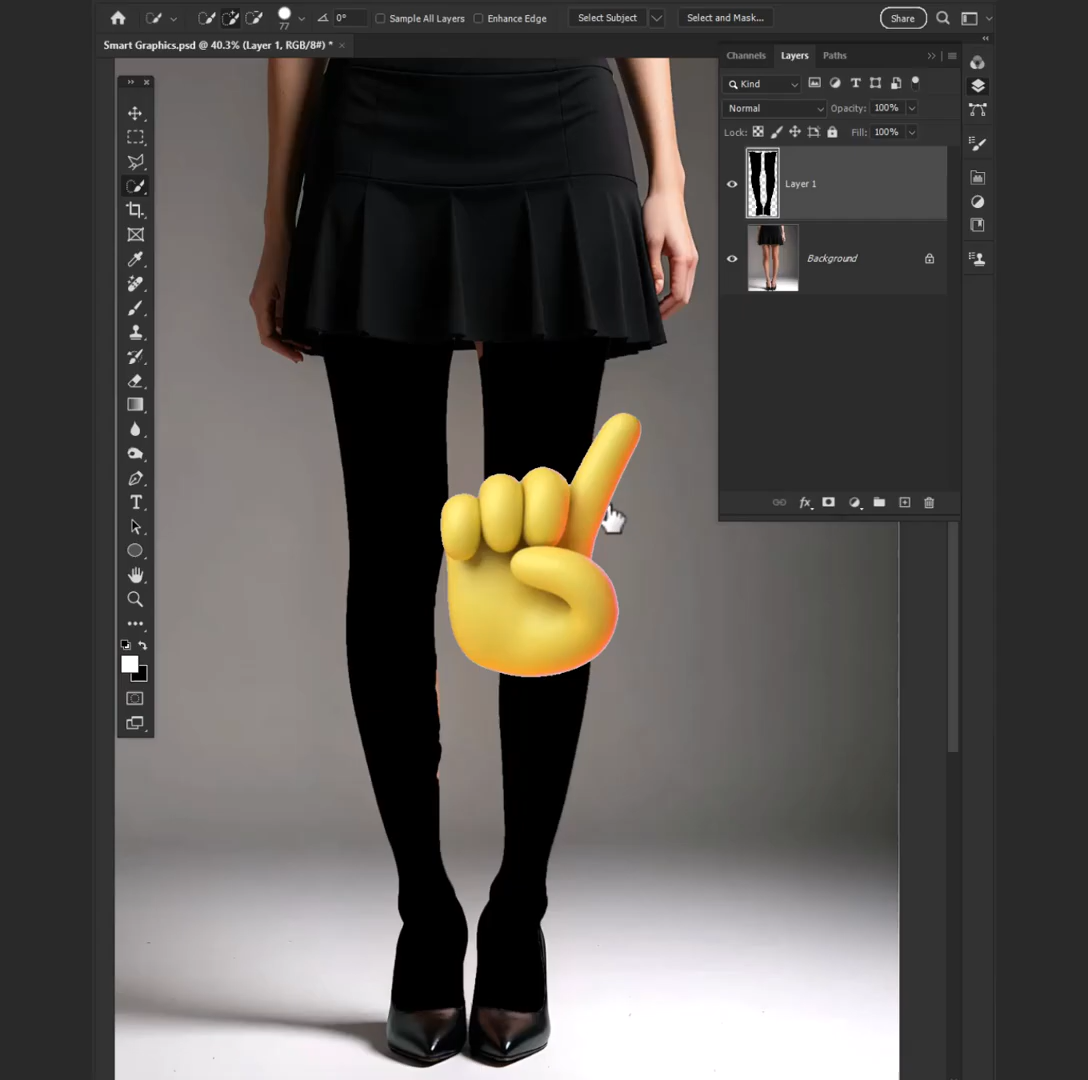 77
0°
Sample All Layers
Enhance Edge
Select Subject
Select and Mask...
Share
Smart Graphics.psd @ 40.3% (Layer 1, RGB/8#) * ×
Channels
Layers
Paths
Kind
Normal
Opacity: 100%
Lock:
Fill: 100%
Layer 1
Background
fx